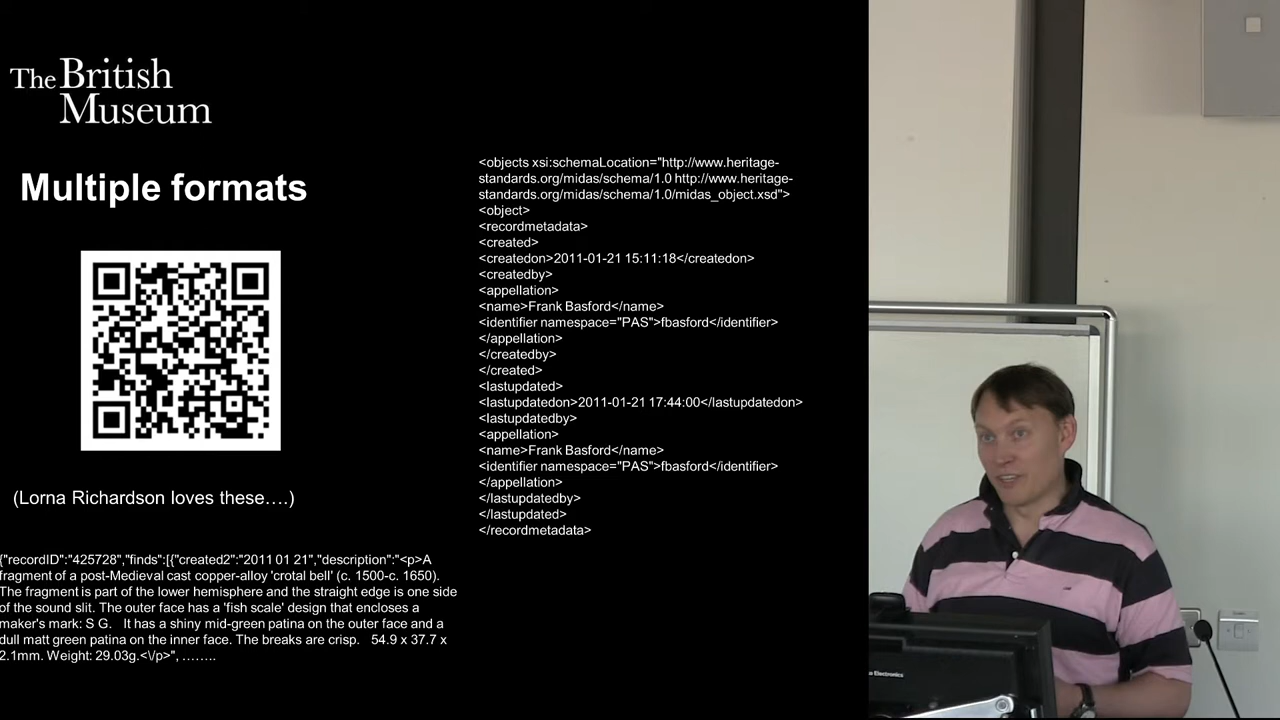 The British
Museum
Multiple formats
(Lorna Richardson loves these….)
{"recordID":"425728","finds":[{"created2":"2011 01 21","description":"<p>A
fragment of a post-Medieval cast copper-alloy 'crotal bell' (c. 1500-c. 1650).
The fragment is part of the lower hemisphere and the straight edge is one side
of the sound slit. The outer face has a 'fish scale' design that encloses a
maker's mark: S G.   It has a shiny mid-green patina on the outer face and a
dull matt green patina on the inner face. The breaks are crisp.   54.9 x 37.7 x
2.1mm. Weight: 29.03g.<\/p>", ……..
<objects xsi:schemaLocation="http://www.heritage-
standards.org/midas/schema/1.0 http://www.heritage-
standards.org/midas/schema/1.0/midas_object.xsd">
<object>
<recordmetadata>
<created>
<createdon>2011-01-21 15:11:18</createdon>
<createdby>
<appellation>
<name>Frank Basford</name>
<identifier namespace="PAS">fbasford</identifier>
</appellation>
</createdby>
</created>
<lastupdated>
<lastupdatedon>2011-01-21 17:44:00</lastupdatedon>
<lastupdatedby>
<appellation>
<name>Frank Basford</name>
<identifier namespace="PAS">fbasford</identifier>
</appellation>
</lastupdatedby>
</lastupdated>
</recordmetadata>
Electronics